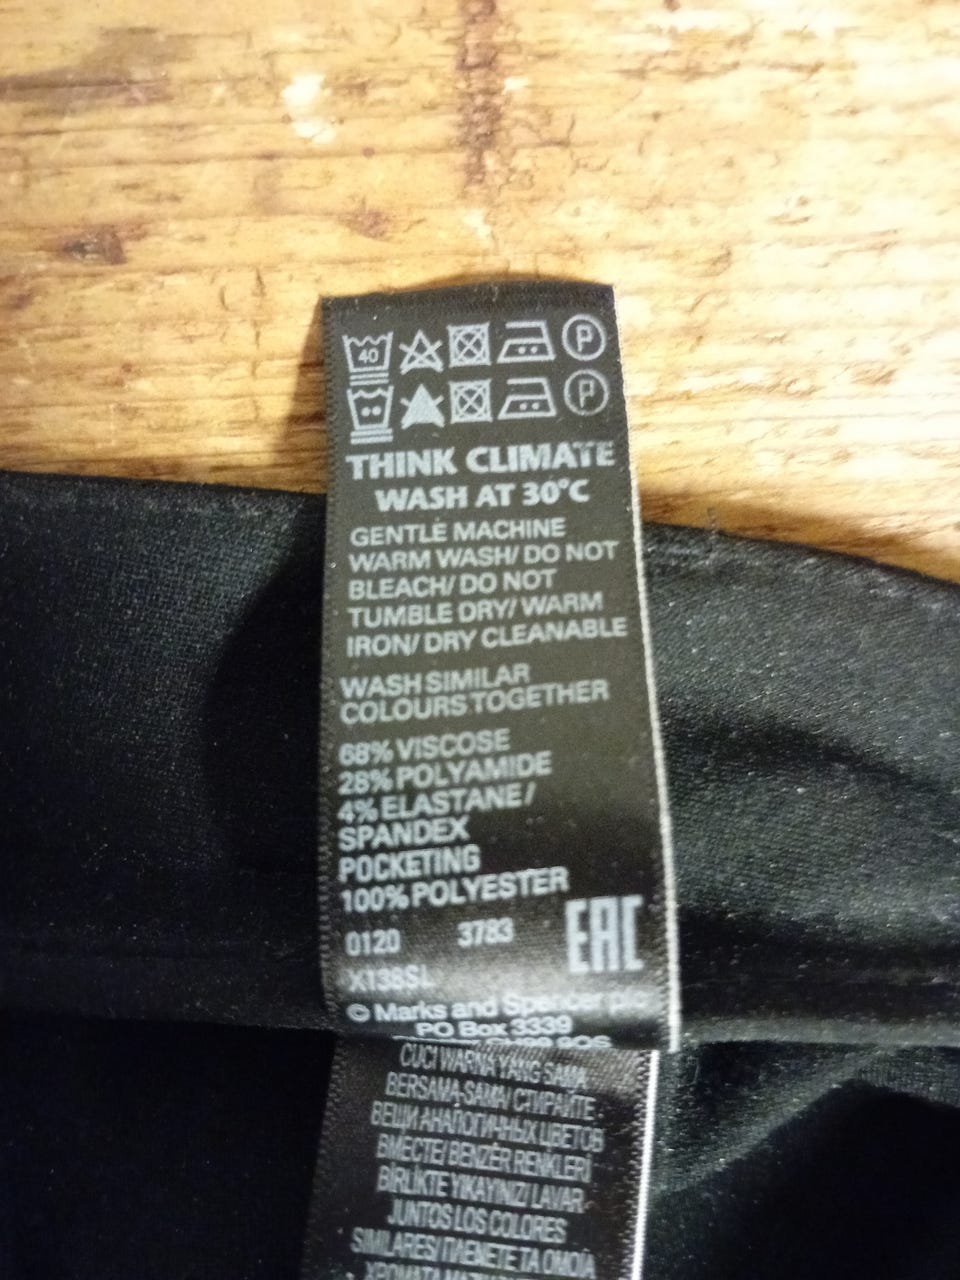 40 P
P
THINK CLIMATE
WASH AT 30°C
GENTLE MACHINE
WARM WASH/ DO NOT
BLEACH/ DO NOT
TUMBLE DRY/ WARM
IRON/ DRY CLEANABLE
WASH SIMILAR
COLOURS TOGETHER
68% VISCOSE
28% POLYAMIDE
4% ELASTANE/
SPANDEX
POCKETING
100% POLYESTER
0120 3783 EAC
X136SL
© Marks and Spencer plc
PO Box 3339
CUCI WARNA YANG SAMA
BERSAMA-SAMA/ СТИРАЙТЕ
ВЕЩИ АНАЛОГИЧНЫХ ЦВЕТОВ
ВМЕСТЕ/ BENZER RENKLERİ
BİRLİKTE YIKAYINIZ/ LAVAR
JUNTOS LOS COLORES
SIMILARES/ ΠΛΕΝΕΤΕ ΤΑ ΟΜΟΙΑ
ΧΡΩΜΑΤΑ